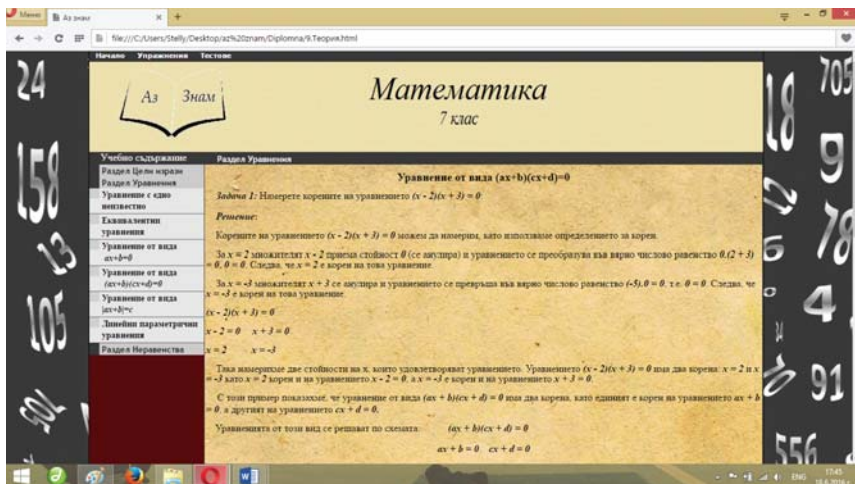 Меню
Аз знам
file:///C:/Users/Stelly/Desktop/az%20znam/Diplomna/9.Теория.html
Начало Упражнения Тестове
Аз Знам
Математика
7 клас
Учебно съдържание
Раздел Цели изрази
Раздел Уравнения
Уравнение с едно
неизвестно
Еквивалентни
уравнения
Уравнение от вида
ax+b=0
Уравнение от вида
(ax+b)(cx+d)=0
Уравнение от вида
|ax+b|=c
Линейни параметрични
уравнения
Раздел Неравенства
Раздел Уравнения
Уравнение от вида (ax+b)(cx+d)=0
Задача 1: Намерете корените на уравнението (x - 2)(x + 3) = 0
Решение:
Корените на уравнението (x - 2)(x + 3) = 0 можем да намерим, като използваме определението за корен.
За x = 2 множителят x - 2 приема стойност 0 (се анулира) и уравнението се преобразува във вярно числово равенство 0.(2 + 3)
= 0, 0 = 0. Следва, че x = 2 е корен на това уравнение.
За x = -3 множителят x + 3 се анулира и уравнението се превръща във вярно числово равенство (-5).0 = 0, т.е. 0 = 0. Следва, че
x = -3 е корен на това уравнение.
(x - 2)(x + 3) = 0
x - 2 = 0 x + 3 = 0
x = 2 x = -3
Така намерихме две стойности на x, които удовлетворяват уравнението. Уравнението (x - 2)(x + 3) = 0 има два корена: x = 2 и x
= -3 като x = 2 корен и на уравнението x - 2 = 0, а x = -3 е корен и на уравнението x + 3 = 0.
С този пример показахме, че уравнение от вида (ax + b)(cx + d) = 0 има два корена, като единият е корен на уравнението ax + b
= 0, а другият на уравнението cx + d = 0.
Уравненията от този вид се решават по схемата: (ax + b)(cx + d) = 0
ax + b = 0 cx + d = 0
24
158
13
105
705
18
9
12
78
6
4
91
556
ENG
17:45
18.6.2016 г.